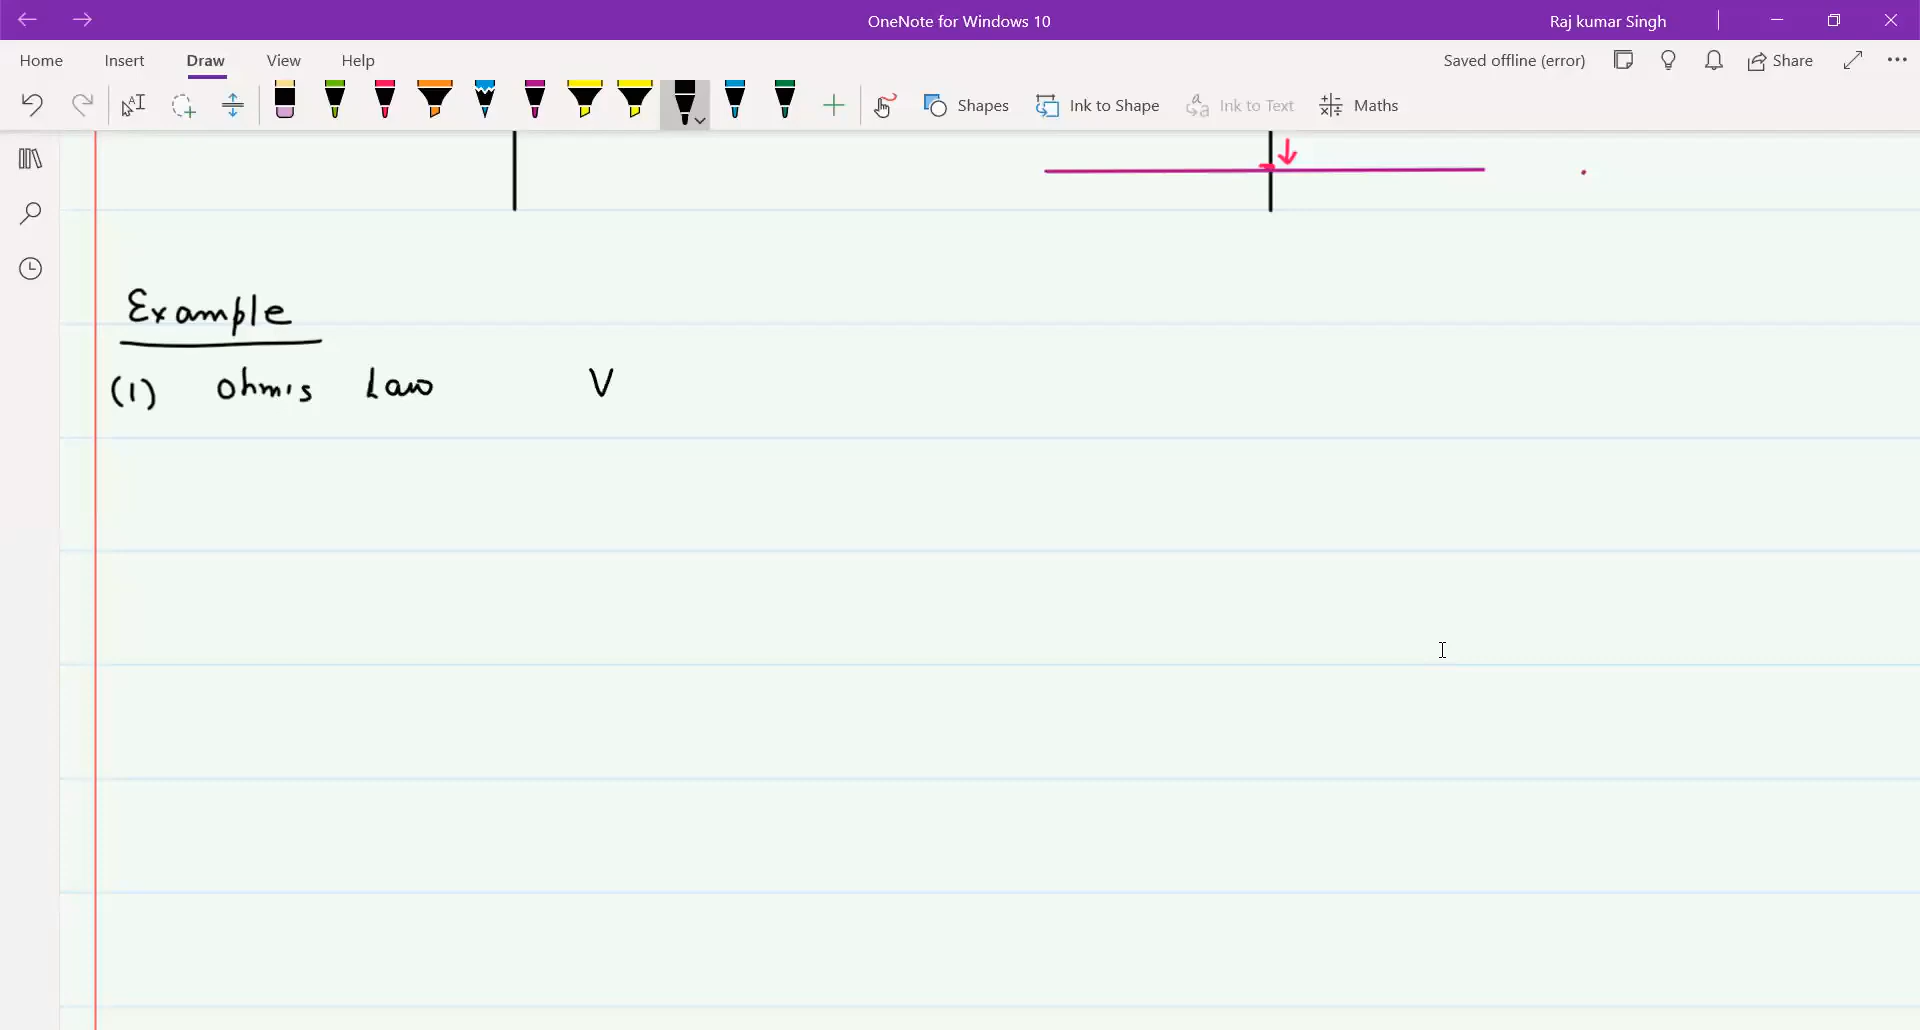 OneNote for Windows 10
Raj kumar Singh
Home Insert Draw View Help
Saved offline (error) Share
Shapes Ink to Shape Ink to Text Maths
Example
(1) Ohm's Law V